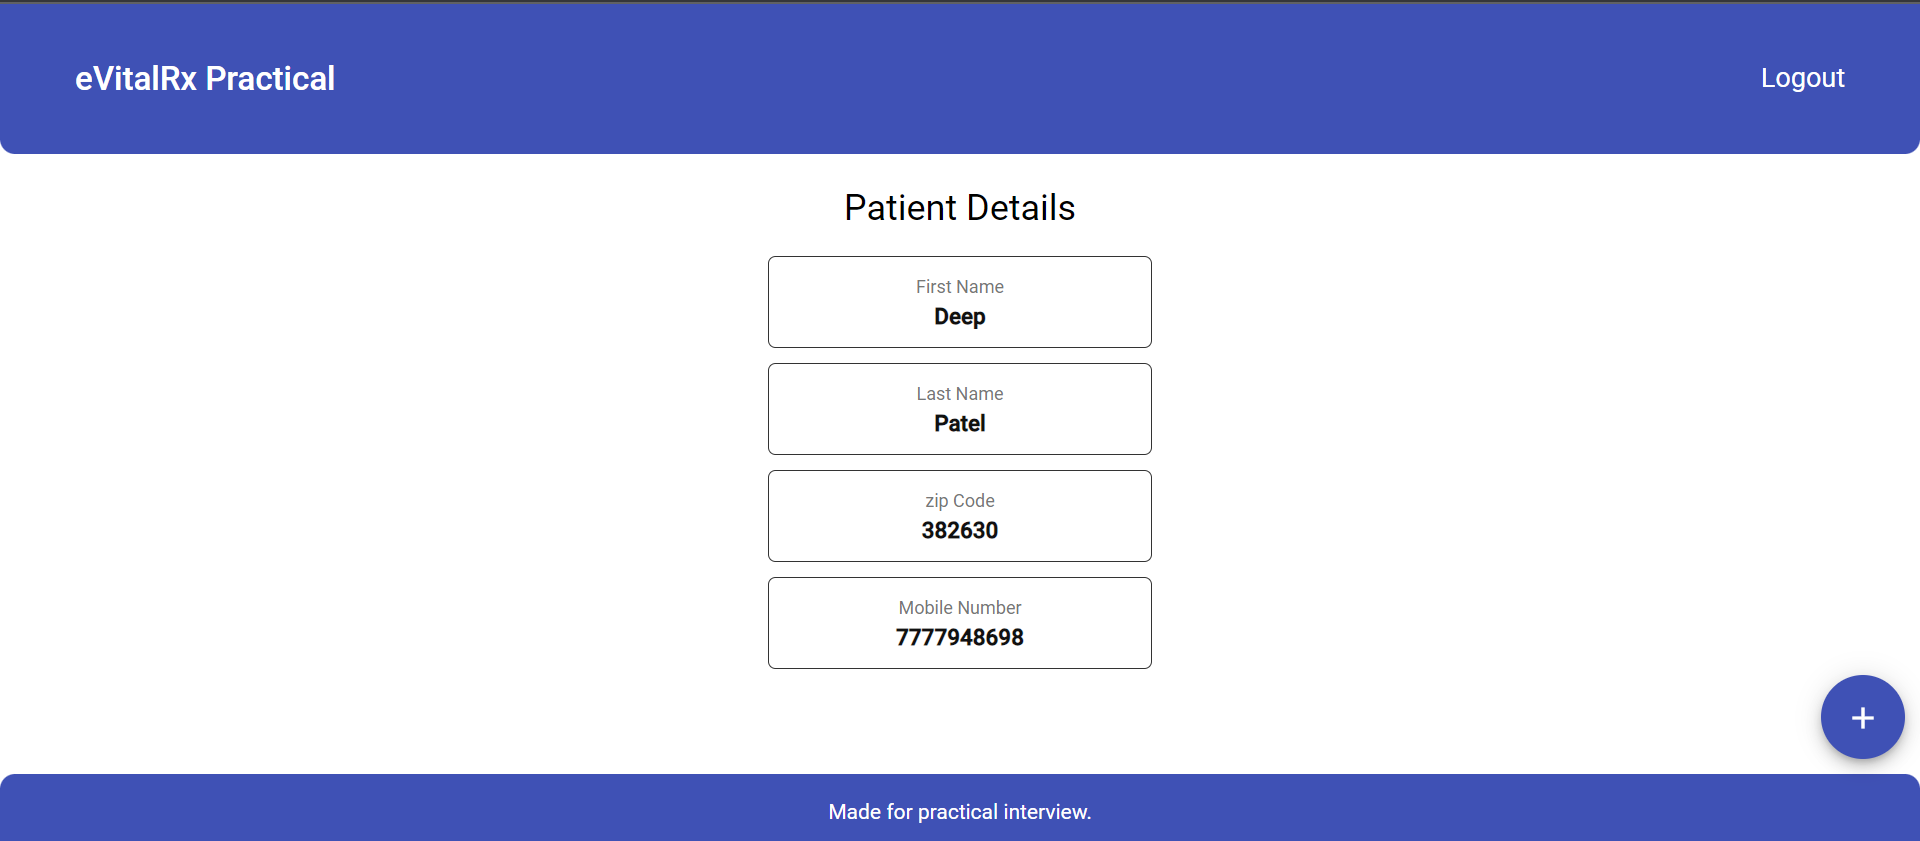 eVitalRx Practical
Logout
Patient Details
First Name
Deep
Last Name
Patel
zip Code
382630
Mobile Number
7777948698
+
Made for practical interview.